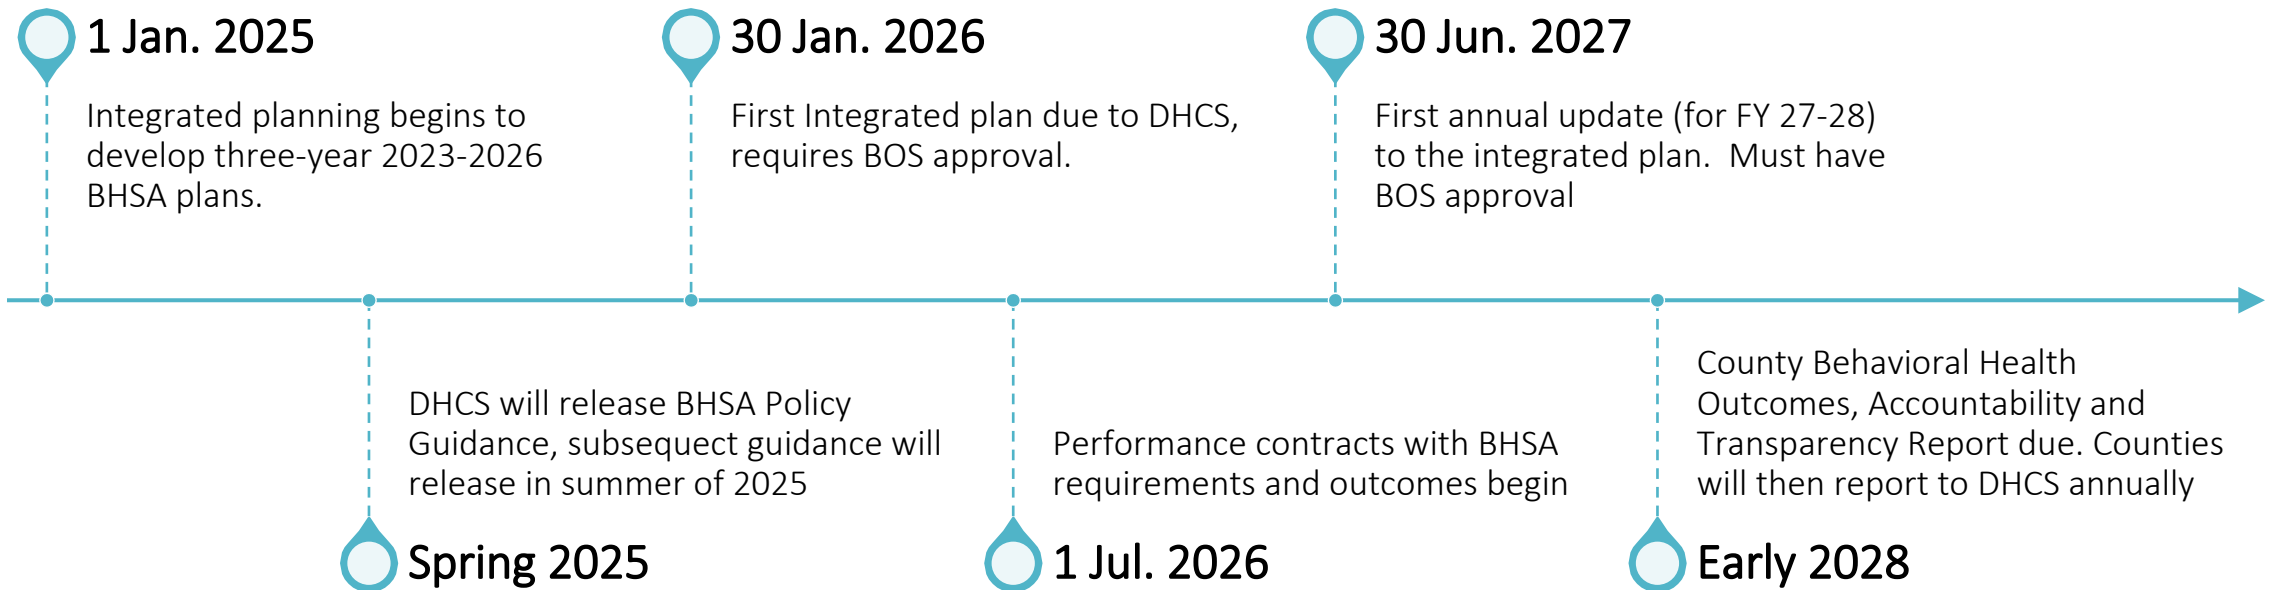 1 Jan. 2025
Integrated planning begins to
develop three-year 2023-2026
BHSA plans.
Spring 2025
DHCS will release BHSA Policy
Guidance, subsequect guidance will
release in summer of 2025
30 Jan. 2026
First Integrated plan due to DHCS,
requires BOS approval.
1 Jul. 2026
Performance contracts with BHSA
requirements and outcomes begin
30 Jun. 2027
First annual update (for FY 27-28)
to the integrated plan.  Must have
BOS approval
Early 2028
County Behavioral Health
Outcomes, Accountability and
Transparency Report due. Counties
will then report to DHCS annually